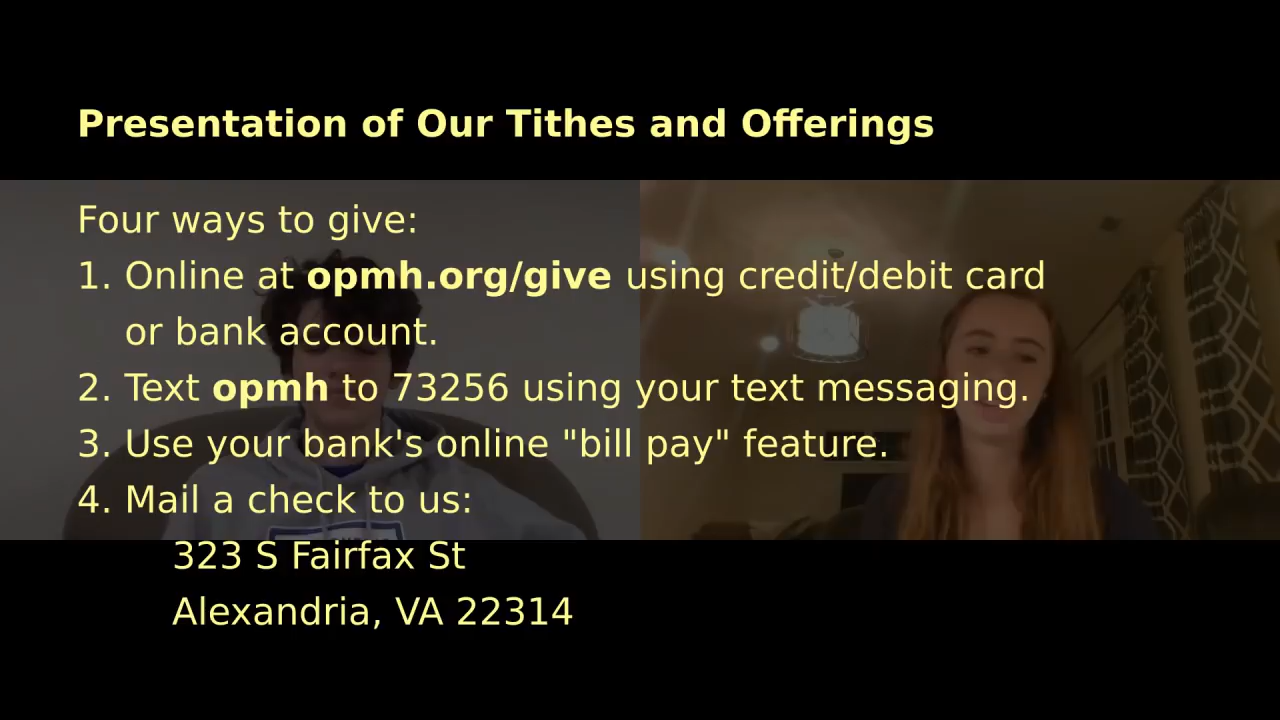 Presentation of Our Tithes and Offerings
Four ways to give:
1. Online at opmh.org/give using credit/debit card
or bank account.
2. Text opmh to 73256 using your text messaging.
3. Use your bank's online "bill pay" feature.
4. Mail a check to us:
323 S Fairfax St
Alexandria, VA 22314